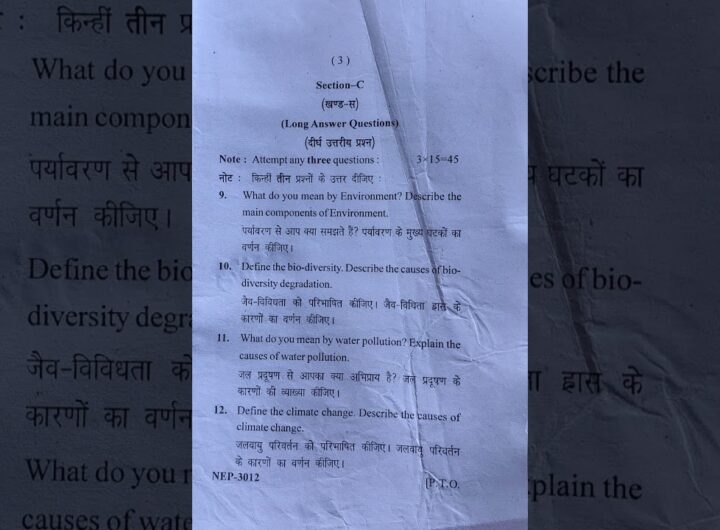 ( 3 )
Section–C
(खण्ड-स)
(Long Answer Questions)
(दीर्घ उत्तरीय प्रश्न)
Note : Attempt any three questions : 3×15=45
नोट : किन्हीं तीन प्रश्नों के उत्तर दीजिए :
9. What do you mean by Environment? Describe the
main components of Environment.
पर्यावरण से आप क्या समझते हैं? पर्यावरण के मुख्य घटकों का
वर्णन कीजिए।
10. Define the bio-diversity. Describe the causes of bio-
diversity degradation.
जैव-विविधता को परिभाषित कीजिए। जैव-विविधता ह्रास के
कारणों का वर्णन कीजिए।
11. What do you mean by water pollution? Explain the
causes of water pollution.
जल प्रदूषण से आपका क्या अभिप्राय है? जल प्रदूषण के
कारणों की व्याख्या कीजिए।
12. Define the climate change. Describe the causes of
climate change.
जलवायु परिवर्तन को परिभाषित कीजिए। जलवायु परिवर्तन
के कारणों का वर्णन कीजिए।
NEP-3012 [P.T.O.